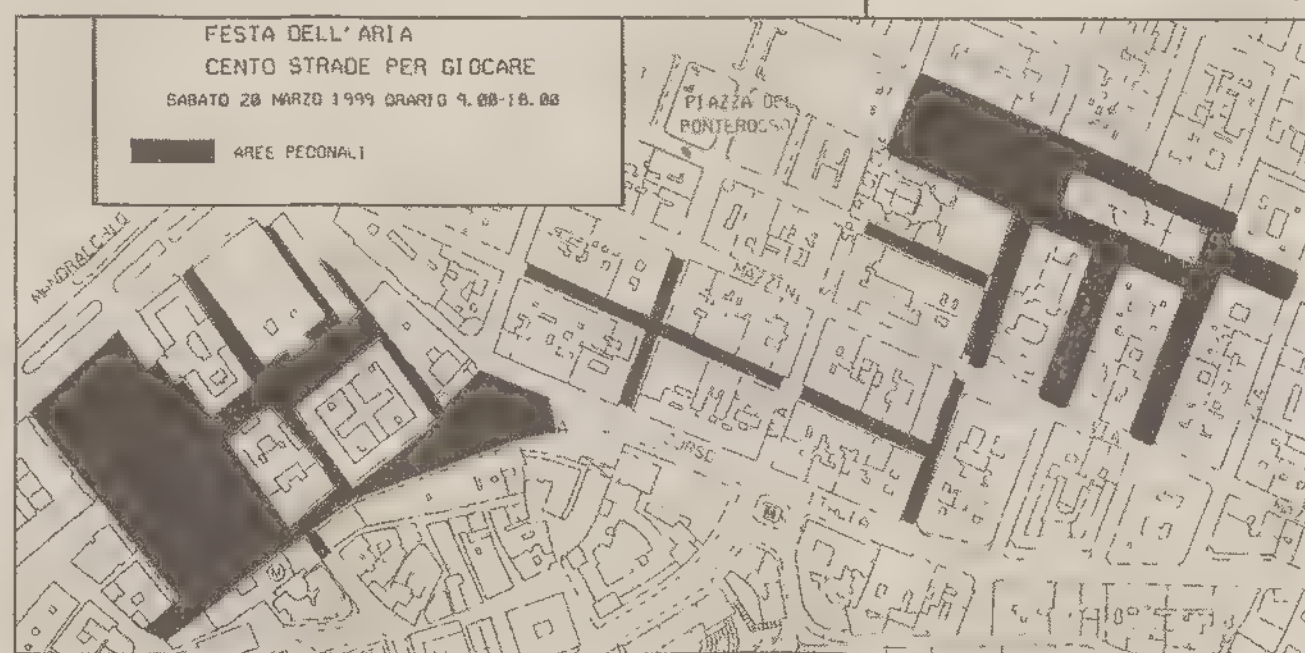 FESTA DELL'ARIA
CENTO STRADE PER GIOCARE
SABATO 20 MARZO 1999 ORARIO 9.00-18.00
AREE PEDONALI
PIAZZA DEL
PONTEROSSO
MAZZINI
VIA
M